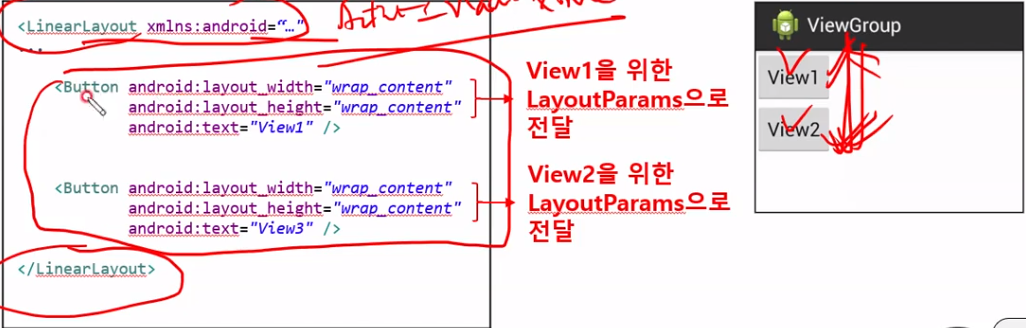 <LinearLayout xmlns:android="…"
...
<Button android:layout_width="wrap_content"
android:layout_height="wrap_content"
android:text="View1" />
<Button android:layout_width="wrap_content"
android:layout_height="wrap_content"
android:text="View3" />
</LinearLayout>
View1을 위한
LayoutParams으로
전달
View2을 위한
LayoutParams으로
전달
ViewGroup
View1
View2